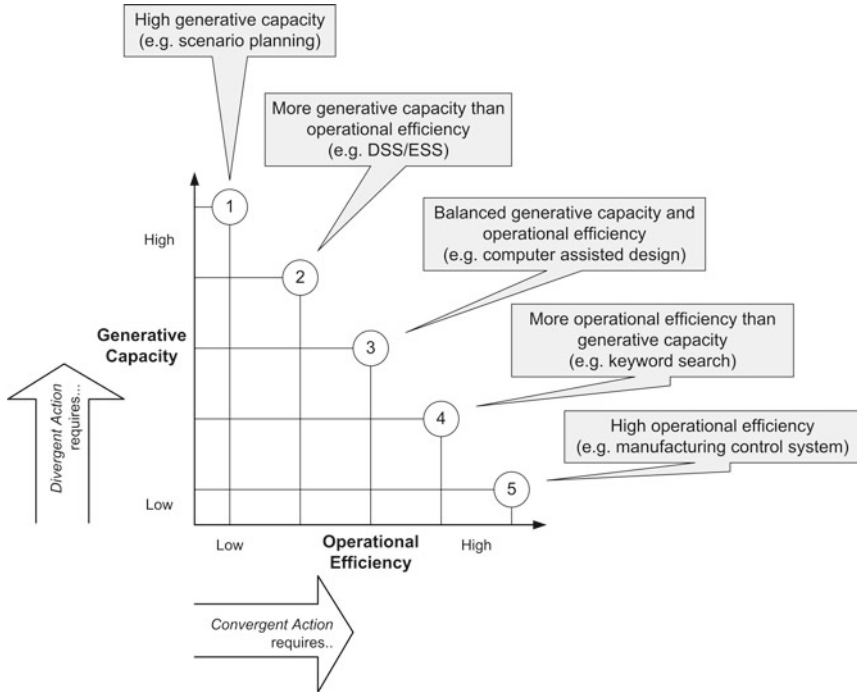 High generative capacity
(e.g. scenario planning)
More generative capacity than
operational efficiency
(e.g. DSS/ESS)
1
High
Balanced generative capacity and
operational efficiency
(e.g. computer assisted design)
2
More operational efficiency than
generative capacity
(e.g. keyword search)
Generative
Capacity
3
Divergent Action
requires...
4
High operational efficiency
(e.g. manufacturing control system)
5
Low
Low
Operational
Efficiency
High
Convergent Action
requires..